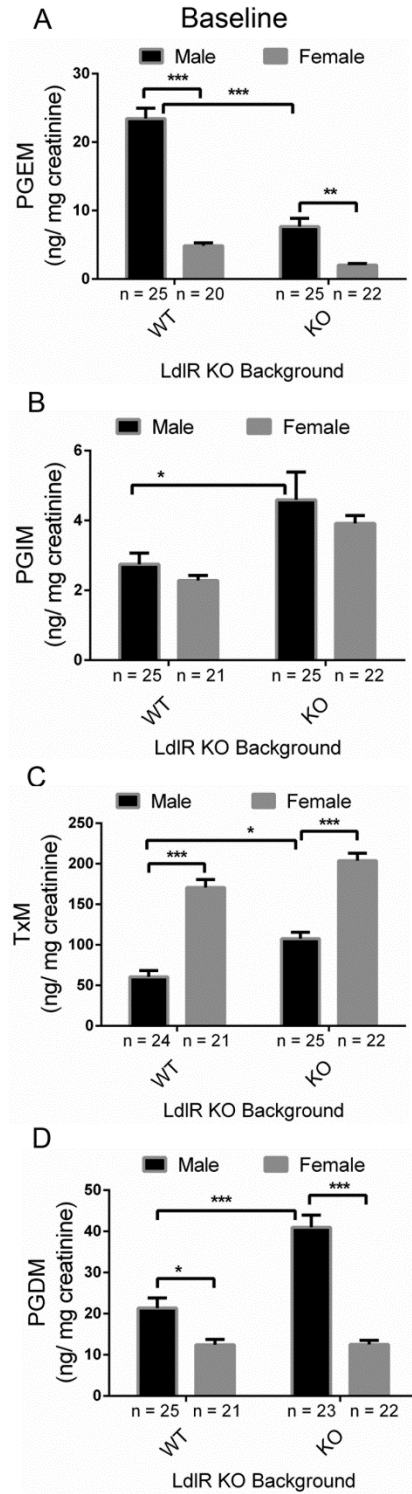 A Baseline
Male Female
PGEM
(ng/ mg creatinine)
30
20
10
0
***
***
**
n = 25 n = 20 n = 25 n = 22
WT KO
LdlR KO Background
B
Male Female
PGIM
(ng/ mg creatinine)
6
4
2
0
*
n = 25 n = 21 n = 25 n = 22
WT KO
LdlR KO Background
C
Male Female
TxM
(ng/ mg creatinine)
250
200
150
100
50
0
* ***
***
n = 24 n = 21 n = 25 n = 22
WT KO
LdlR KO Background
D
Male Female
PGDM
(ng/ mg creatinine)
50
40
30
20
10
0
*** ***
*
n = 25 n = 21 n = 23 n = 22
WT KO
LdlR KO Background